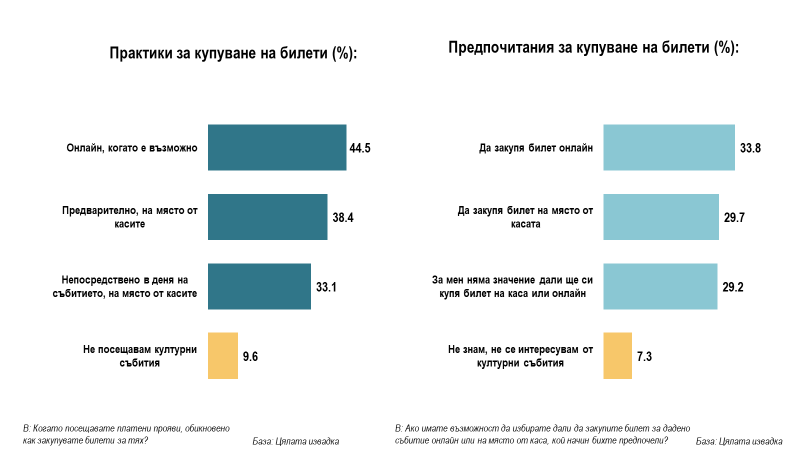 Практики за купуване на билети (%):
Онлайн, когато е възможно
44.5
Предварително, на място от
касите
38.4
Непосредствено в деня на
събитието, на място от касите
33.1
Не посещавам културни
събития
9.6
В: Когато посещавате платени прояви, обикновено
как закупувате билети за тях?
База: Цялата извадка
Предпочитания за купуване на билети (%):
Да закупя билет онлайн
33.8
Да закупя билет на място от
касата
29.7
За мен няма значение дали ще си
купя билет на каса или онлайн
29.2
Не знам, не се интересувам от
културни събития
7.3
В: Ако имате възможност да избирате дали да закупите билет за дадено
събитие онлайн или на място от каса, кой начин бихте предпочели?
База: Цялата извадка